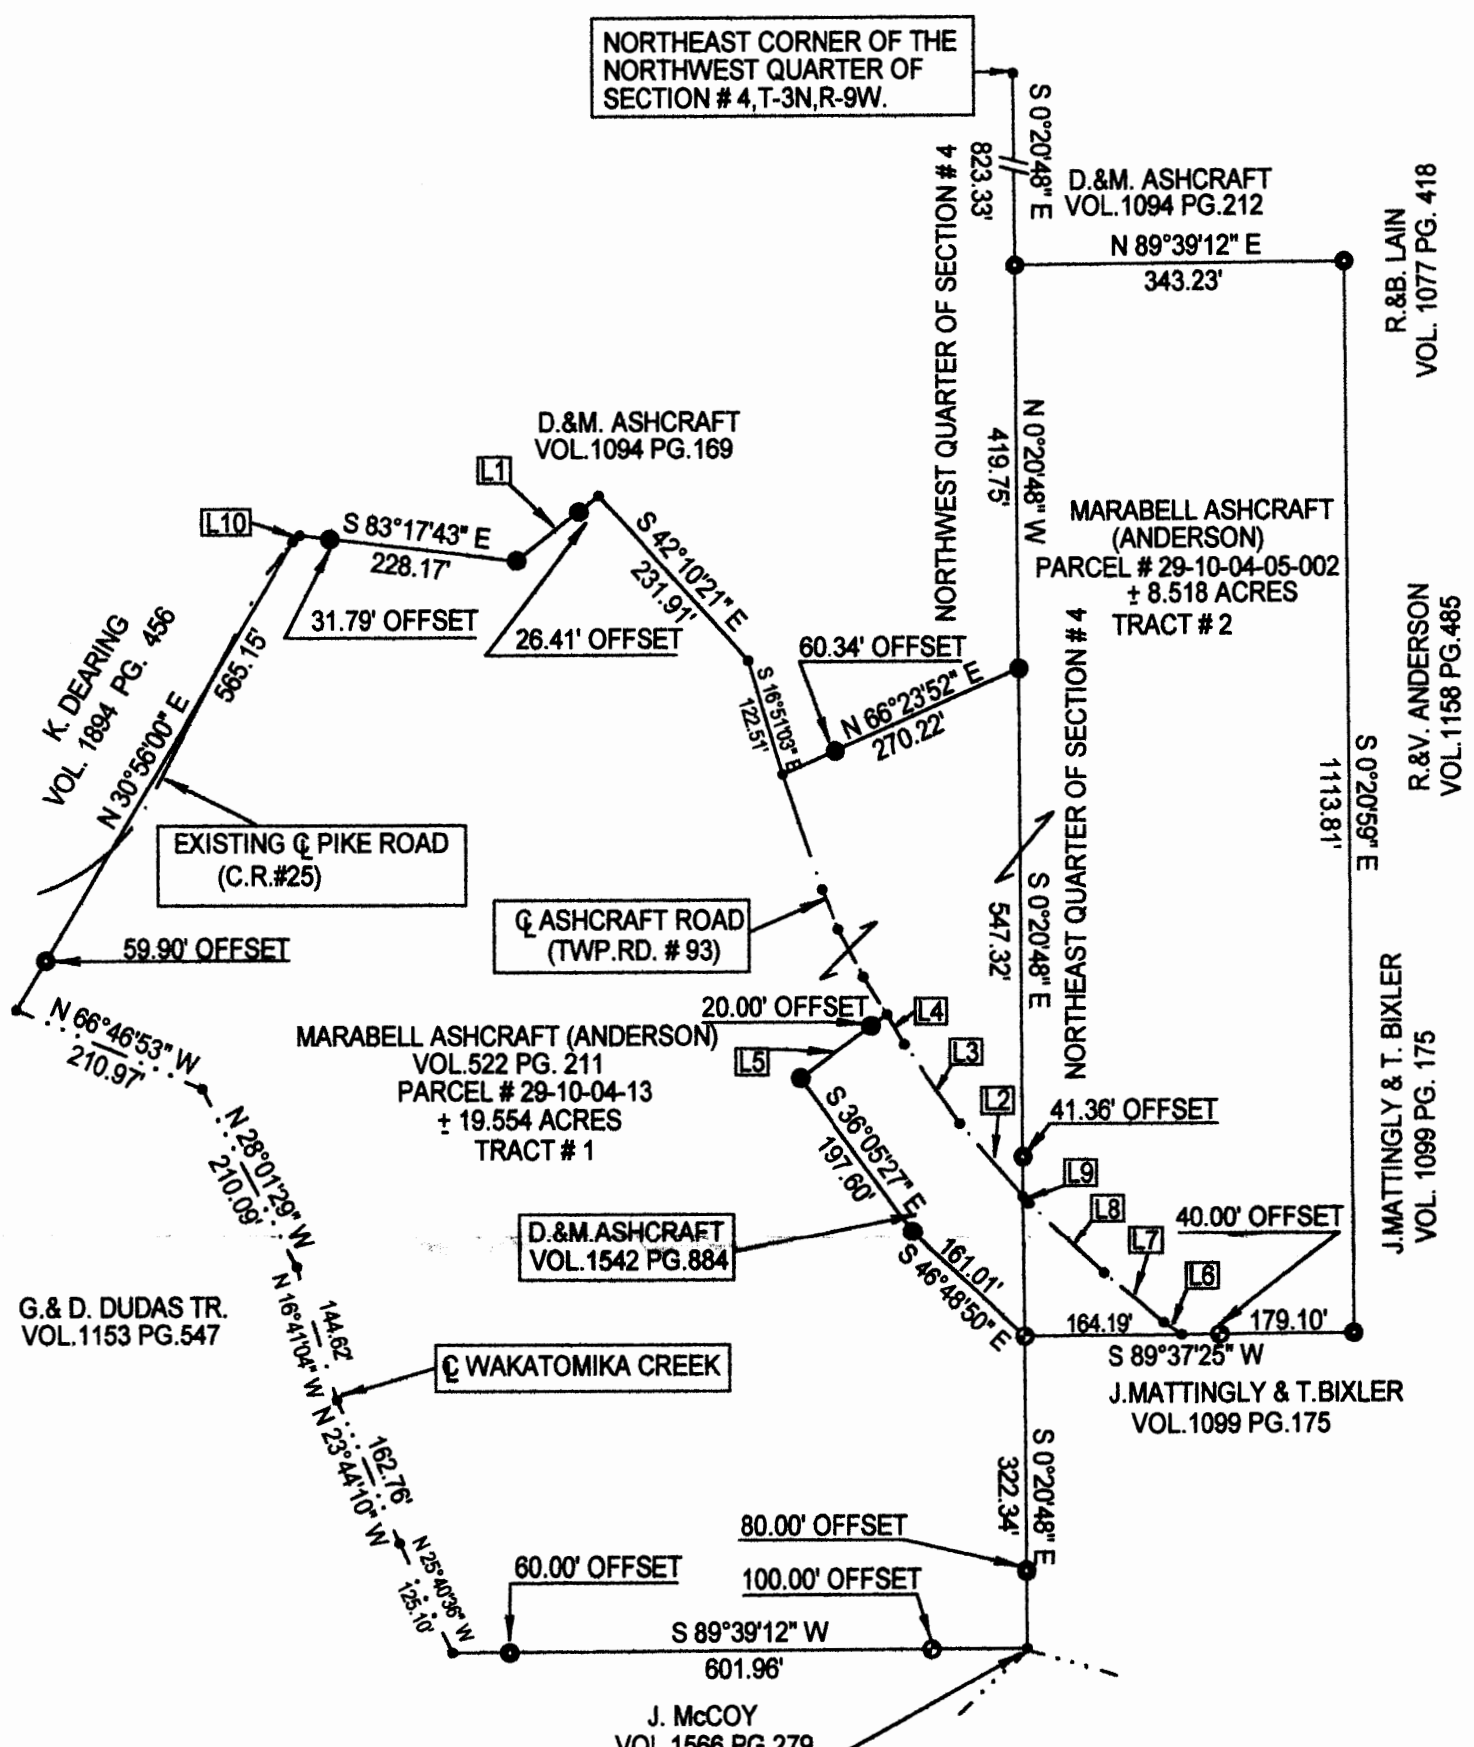 NORTHEAST CORNER OF THE
NORTHWEST QUARTER OF
SECTION # 4,T-3N,R-9W.
S 0°20'48" E
823.33'
NORTHWEST QUARTER OF SECTION # 4
D.&M. ASHCRAFT
VOL.1094 PG.212
N 89°39'12" E
343.23'
R.&B. LAIN
VOL. 1077 PG. 418
D.&M. ASHCRAFT
VOL.1094 PG.169
L1
L10
S 83°17'43" E
228.17'
31.79' OFFSET
26.41' OFFSET
S 42°10'21" E
231.91'
N 0°20'48" W
419.75'
MARABELL ASHCRAFT
(ANDERSON)
PARCEL # 29-10-04-05-002
± 8.518 ACRES
TRACT # 2
60.34' OFFSET
N 66°23'52" E
270.22'
S 16°51'03" E
122.51'
K. DEARING
VOL. 1894 PG. 456
N 30°56'00" E
565.15'
EXISTING ℄ PIKE ROAD
(C.R.#25)
R.&V. ANDERSON
VOL.1158 PG.485
S 0°20'59" E
1113.81'
NORTHEAST QUARTER OF SECTION # 4
S 0°20'48" E
547.32'
℄ ASHCRAFT ROAD
(TWP.RD. # 93)
59.90' OFFSET
N 66°46'53" W
210.97'
20.00' OFFSET
L4
L3
L5
L2
MARABELL ASHCRAFT (ANDERSON)
VOL.522 PG. 211
PARCEL # 29-10-04-13
± 19.554 ACRES
TRACT # 1
J.MATTINGLY & T. BIXLER
VOL. 1099 PG. 175
41.36' OFFSET
S 36°05'27" E
197.60'
N 28°01'29" W
210.09'
L9
L8
L7
L6
40.00' OFFSET
D.&M.ASHCRAFT
VOL.1542 PG.884
161.01'
S 46°48'50" E
G.& D. DUDAS TR.
VOL.1153 PG.547
144.62'
N 16°41'04" W
164.19'
179.10'
S 89°37'25" W
J.MATTINGLY & T.BIXLER
VOL.1099 PG.175
℄ WAKATOMIKA CREEK
162.76'
N 23°44'10" W
S 0°20'48" E
322.34'
80.00' OFFSET
N 25°40'36" W
125.10'
60.00' OFFSET
100.00' OFFSET
S 89°39'12" W
601.96'
J. McCOY
VOL.1566 PG.279